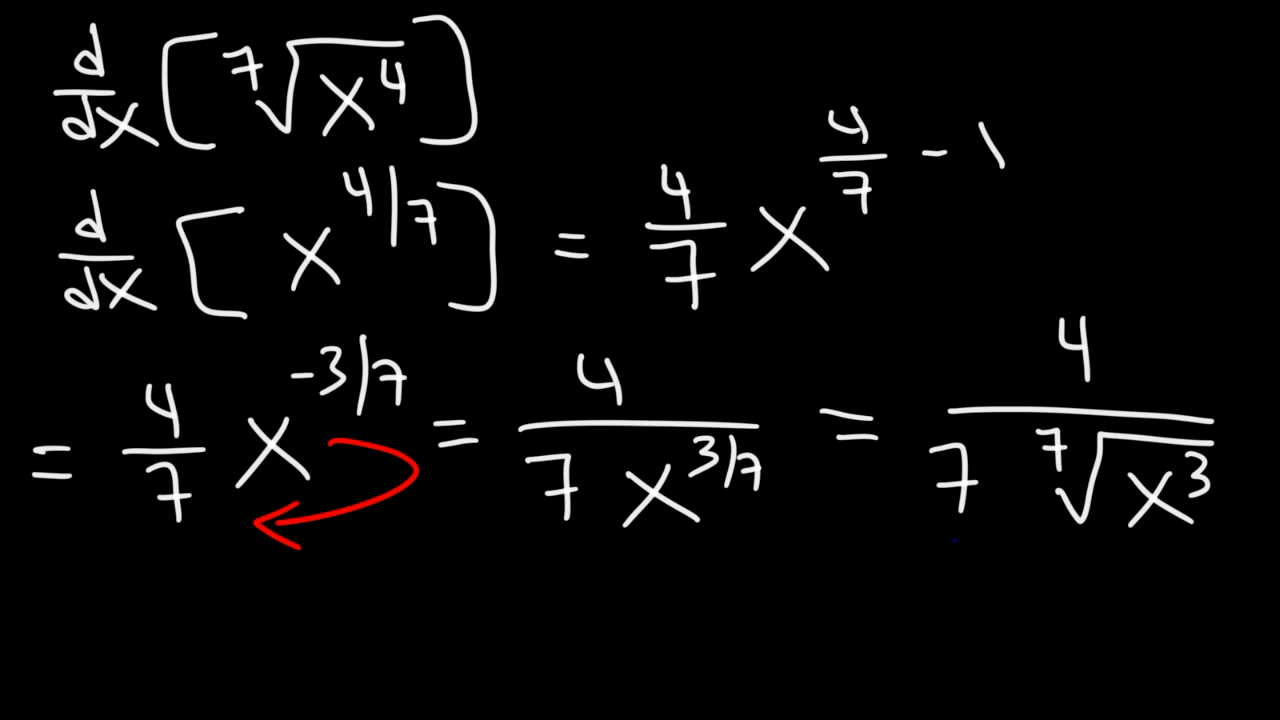 d/dx [ ⁷√x⁴ ]
d/dx [ x^4/7 ] = 4/7 x^(4/7 - 1)
= 4/7 x^-3/7 = 4/(7 x^3/7) = 4/(7 ⁷√x³)